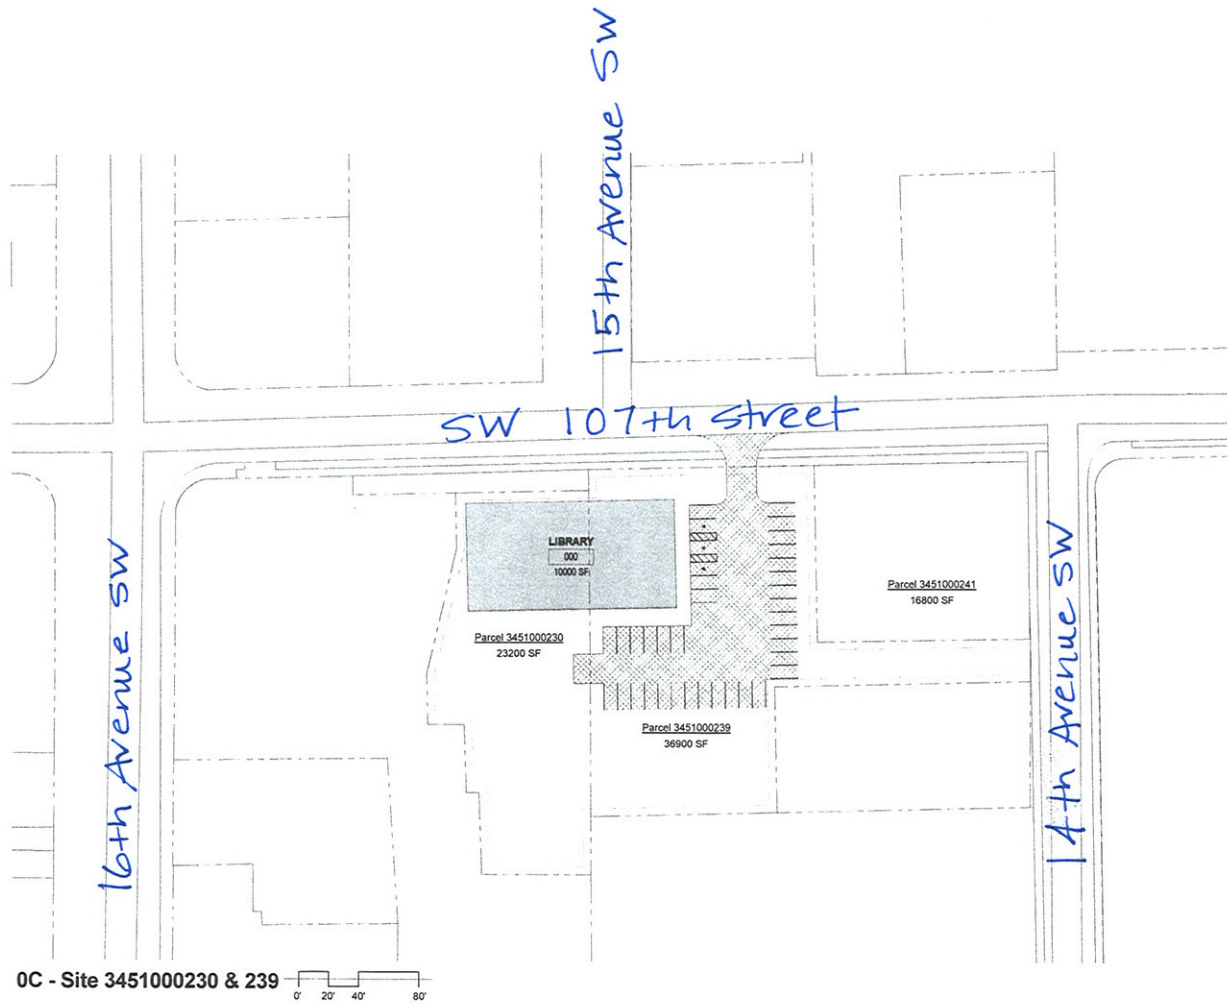 15th Avenue SW
SW 107th street
LIBRARY
000
10000 SF
Parcel 3451000241
16800 SF
Parcel 3451000230
23200 SF
Parcel 3451000239
36900 SF
16th Avenue SW
14th Avenue SW
0C - Site 3451000230 & 239
0' 20' 40' 80'